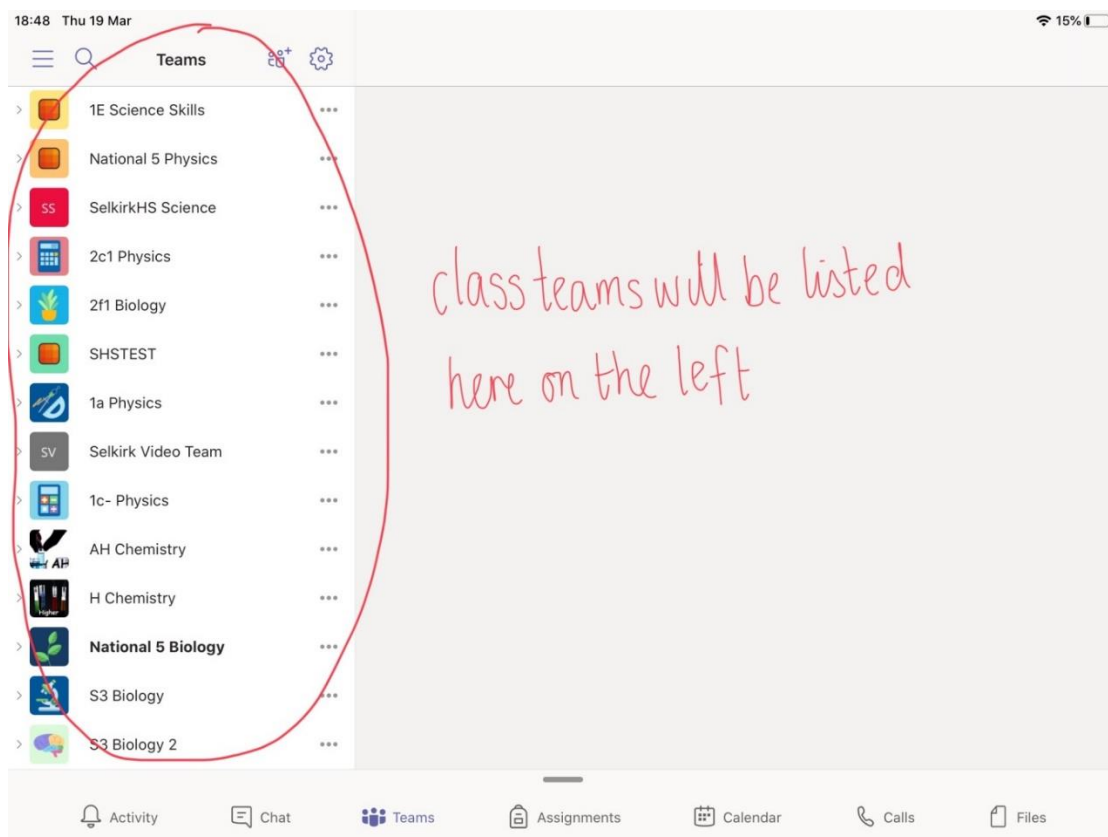 18:48 Thu 19 Mar
15%
Teams
1E Science Skills
National 5 Physics
SS
SelkirkHS Science
2c1 Physics
2f1 Biology
SHSTEST
1a Physics
SV
Selkirk Video Team
1c- Physics
AH
AH Chemistry
Higher
H Chemistry
National 5 Biology
S3 Biology
S3 Biology 2
class teams will be listed
here on the left
Activity Chat Teams Assignments Calendar Calls Files